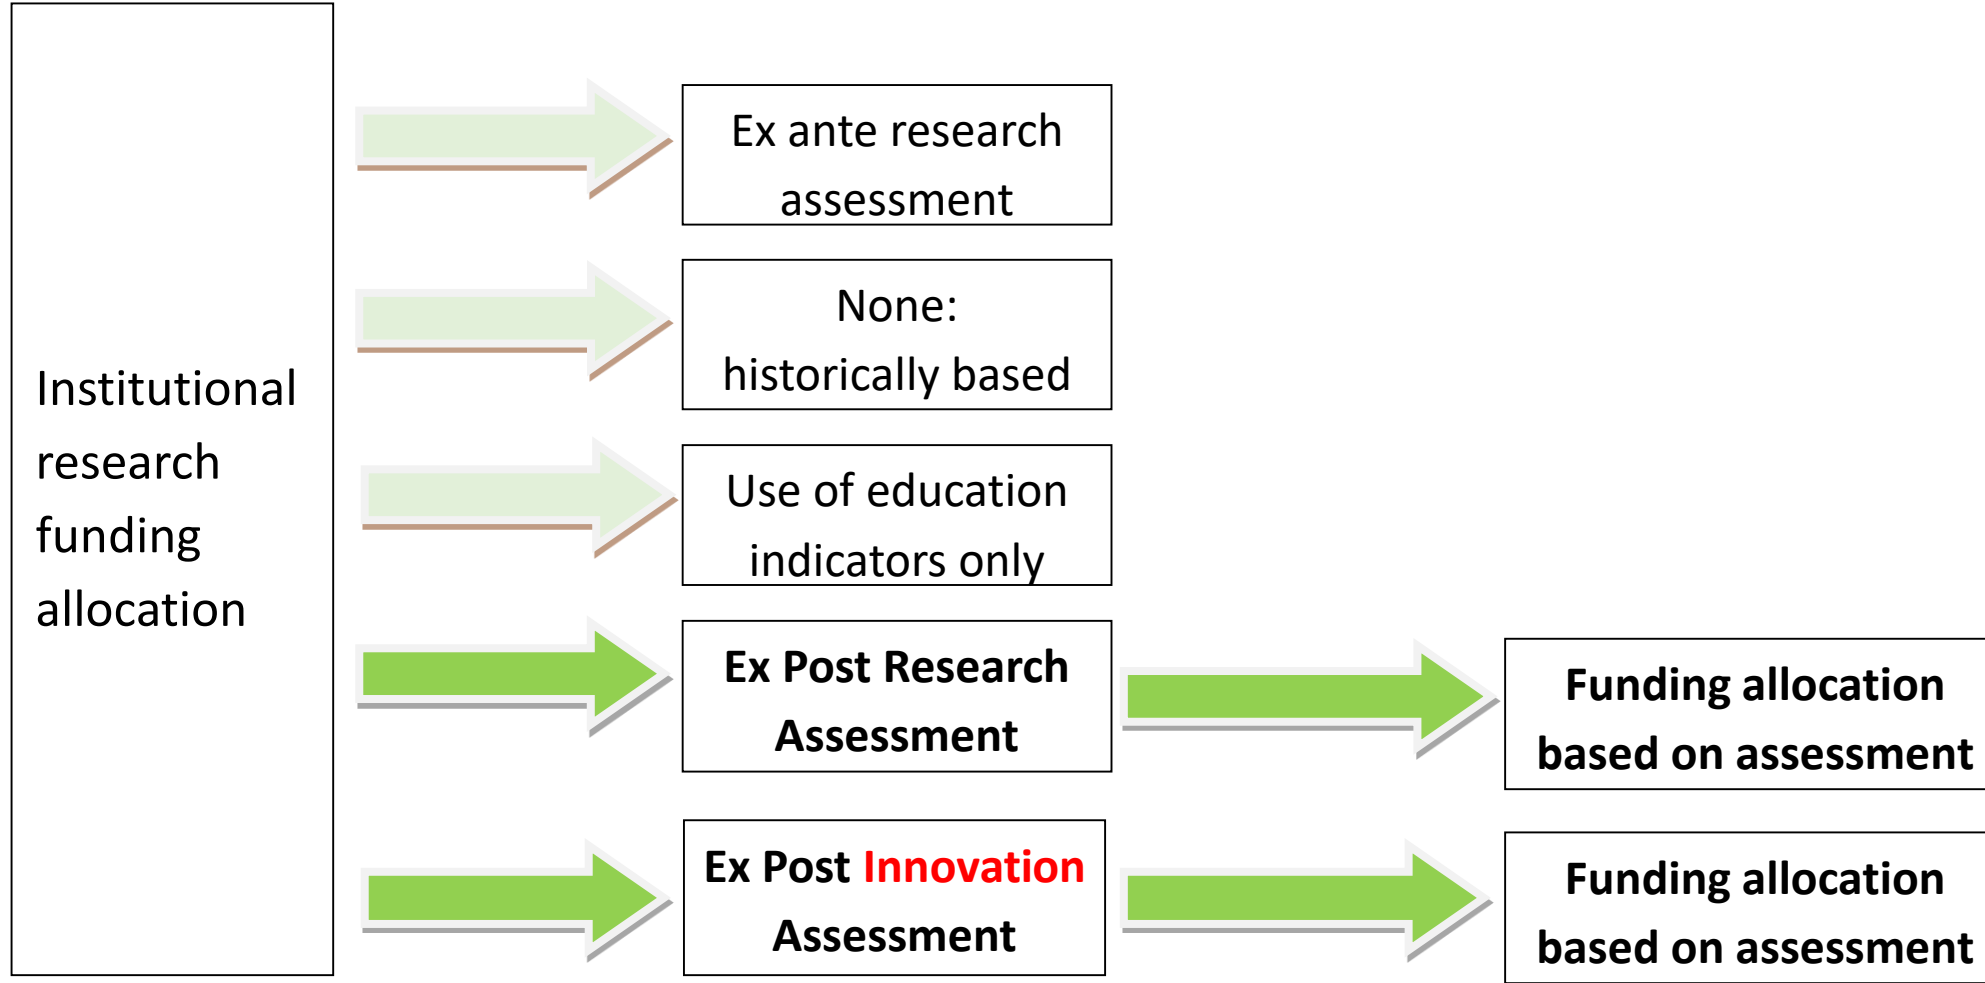 Institutional
research
funding
allocation
Ex ante research
assessment
None:
historically based
Use of education
indicators only
Ex Post Research
Assessment
Funding allocation
based on assessment
Ex Post Innovation
Assessment
Funding allocation
based on assessment